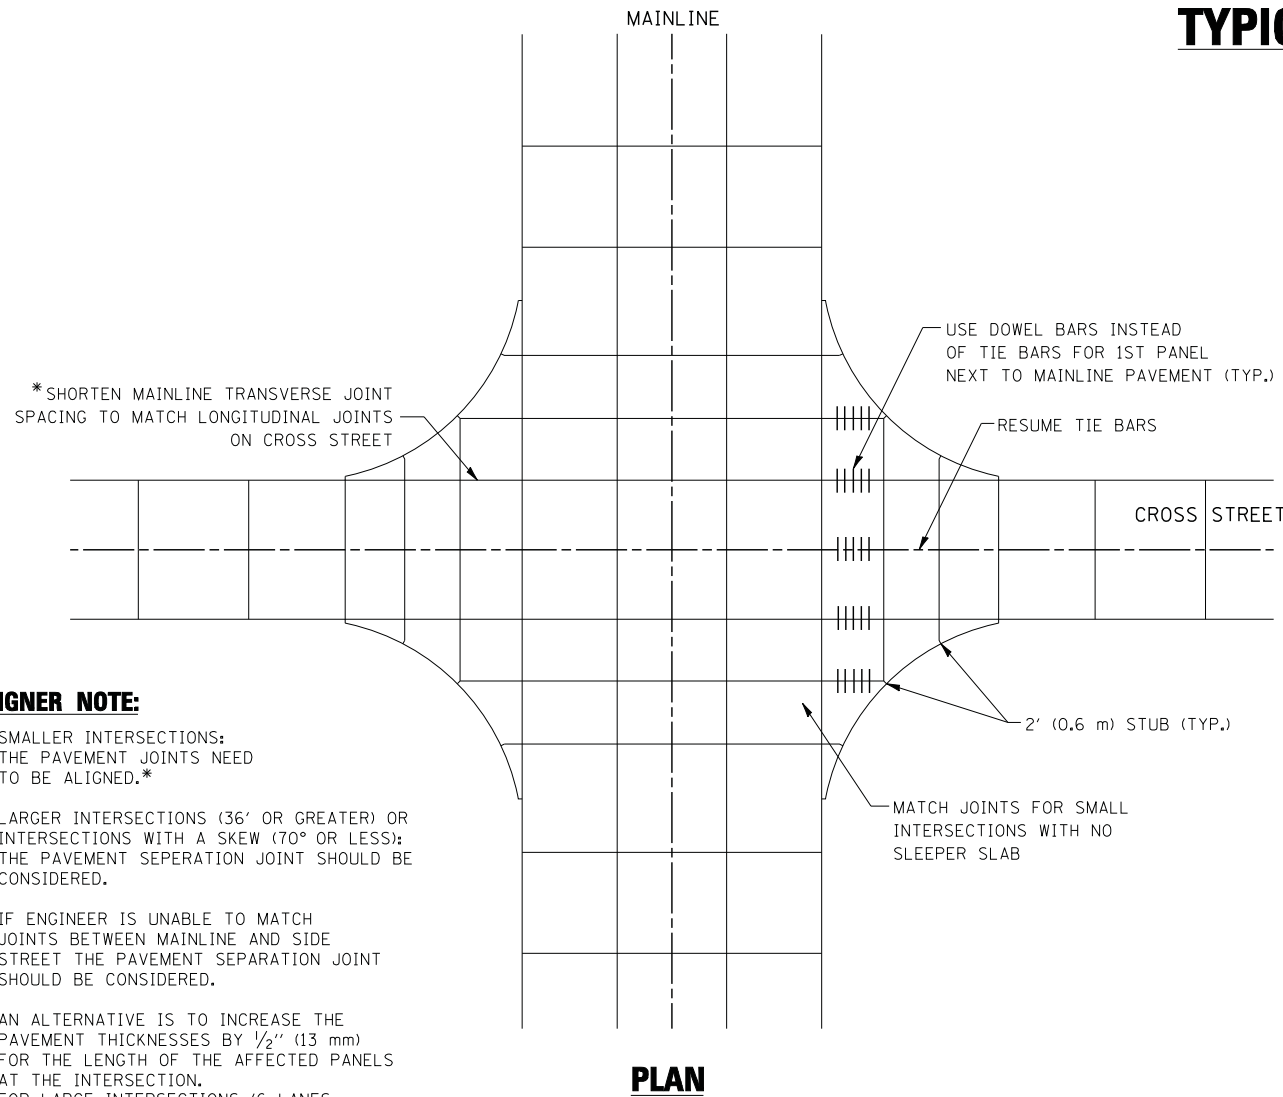 MAINLINE
TYPIC
USE DOWEL BARS INSTEAD
OF TIE BARS FOR 1ST PANEL
NEXT TO MAINLINE PAVEMENT (TYP.)
*SHORTEN MAINLINE TRANSVERSE JOINT
SPACING TO MATCH LONGITUDINAL JOINTS
ON CROSS STREET
RESUME TIE BARS
CROSS STREET
IGNER NOTE:
SMALLER INTERSECTIONS:
THE PAVEMENT JOINTS NEED
TO BE ALIGNED.*
LARGER INTERSECTIONS (36' OR GREATER) OR
INTERSECTIONS WITH A SKEW (70° OR LESS):
THE PAVEMENT SEPERATION JOINT SHOULD BE
CONSIDERED.
IF ENGINEER IS UNABLE TO MATCH
JOINTS BETWEEN MAINLINE AND SIDE
STREET THE PAVEMENT SEPARATION JOINT
SHOULD BE CONSIDERED.
AN ALTERNATIVE IS TO INCREASE THE
PAVEMENT THICKNESSES BY 1/2'' (13 mm)
FOR THE LENGTH OF THE AFFECTED PANELS
AT THE INTERSECTION.
FOR LARGE INTERSECTIONS (6 LANES
2' (0.6 m) STUB (TYP.)
MATCH JOINTS FOR SMALL
INTERSECTIONS WITH NO
SLEEPER SLAB
PLAN